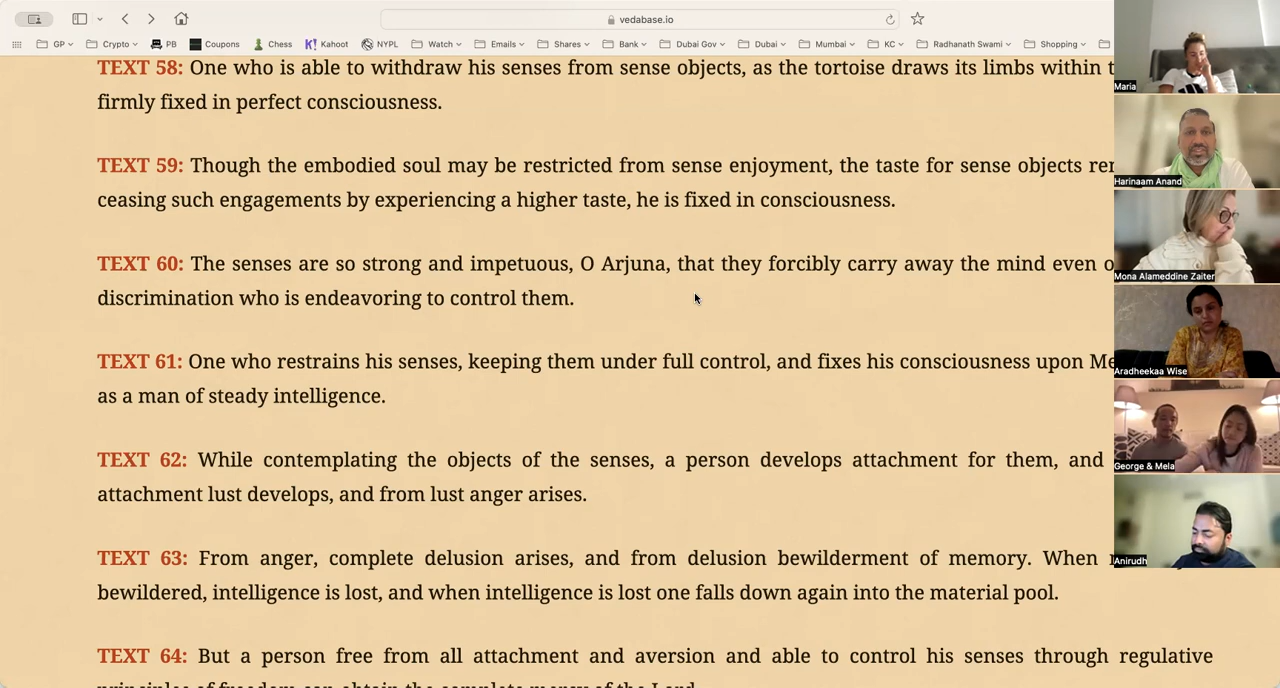 vedabase.io
GP
Crypto
PB
Coupons
Chess
K! Kahoot
NYPL
Watch
Emails
Shares
Bank
Dubai Gov
Dubai
Mumbai
KC
Radhanath Swami
Shopping
TEXT 58: One who is able to withdraw his senses from sense objects, as the tortoise draws its limbs within
firmly fixed in perfect consciousness.
TEXT 59: Though the embodied soul may be restricted from sense enjoyment, the taste for sense objects
ceasing such engagements by experiencing a higher taste, he is fixed in consciousness.
TEXT 60: The senses are so strong and impetuous, O Arjuna, that they forcibly carry away the mind even
discrimination who is endeavoring to control them.
TEXT 61: One who restrains his senses, keeping them under full control, and fixes his consciousness upon
as a man of steady intelligence.
TEXT 62: While contemplating the objects of the senses, a person develops attachment for them, and
attachment lust develops, and from lust anger arises.
TEXT 63: From anger, complete delusion arises, and from delusion bewilderment of memory. When
bewildered, intelligence is lost, and when intelligence is lost one falls down again into the material pool.
TEXT 64: But a person free from all attachment and aversion and able to control his senses through regulative
Maria
Harinaam Anand
Mona Alameddine Zaiter
Aradheekaa Wise
George & Mela
Anirudh